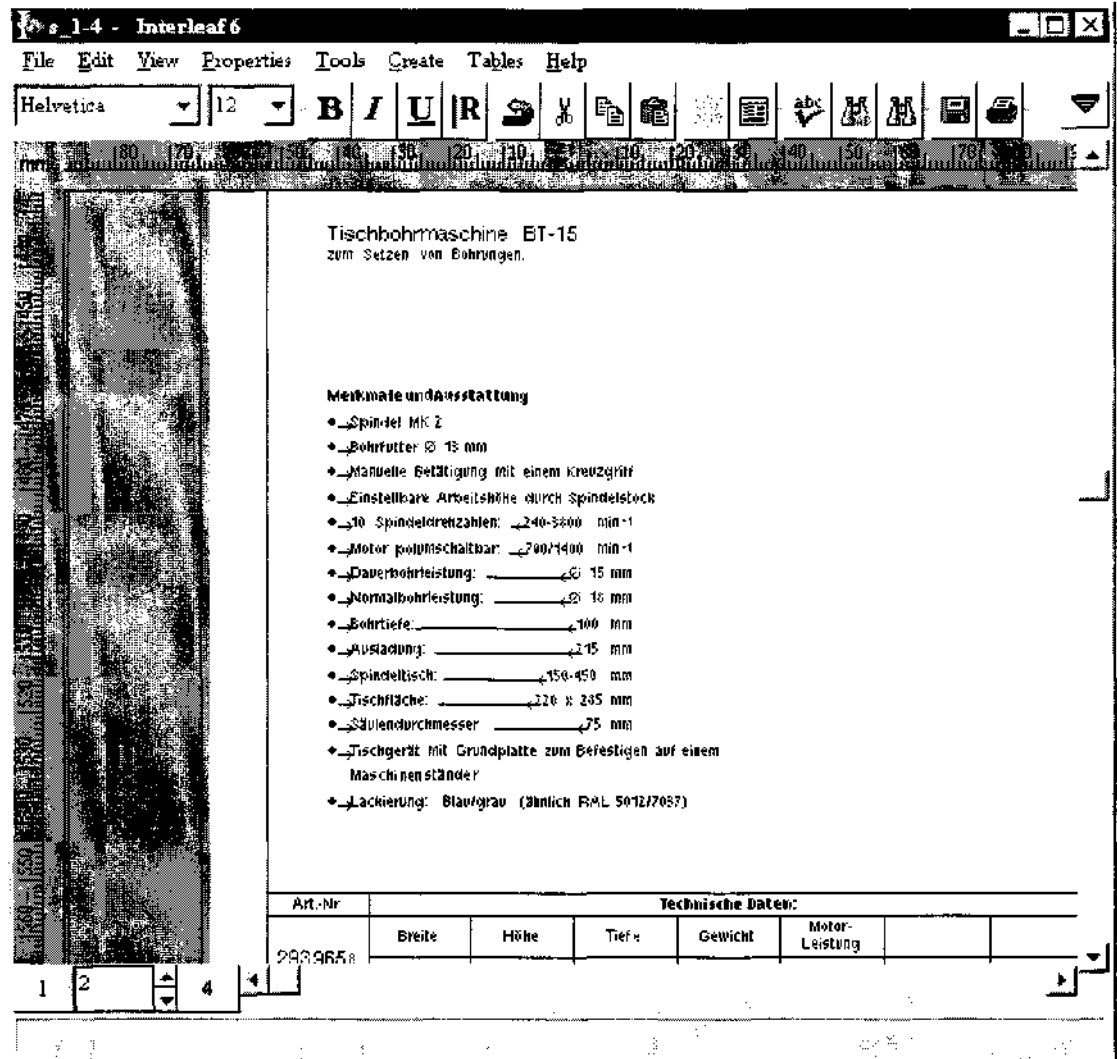 s_1-4 - Interleaf 6
File Edit View Properties Tools Create Tables Help
Helvetica 12 B I U R abc
mm
Tischbohrmaschine BT-15
zum Setzen von Bohrungen.
Merkmale und Ausstattung
Spindel MK 2
Bohrfutter Ø 13 mm
Manuelle Betätigung mit einem Kreuzgriff
Einstellbare Arbeitshöhe durch Spindelstock
10 Spindeldrehzahlen: min-1
Motor polumschaltbar: 700/1400 min-1
Dauerbohrleistung: Ø 15 mm
Normalbohrleistung: Ø 18 mm
Bohrtiefe: 100 mm
Ausladung: mm
Spindeltisch: 150-450 mm
Tischfläche: 220 x 285 mm
Säulendurchmesser 75 mm
Tischgerät mit Grundplatte zum Befestigen auf einem
Maschinenständer
Lackierung: Blau/grau (ähnlich RAL 5012/7037)
Art.-Nr Technische Daten:
Breite Höhe Tiefe Gewicht Motor-
Leistung
1 2 4